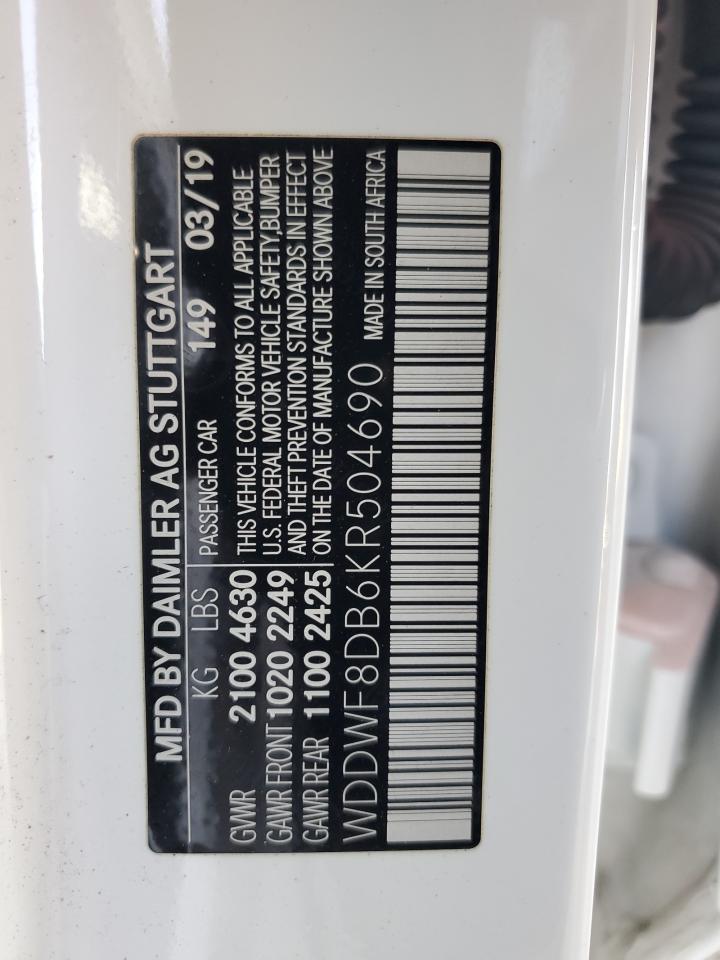 MFD BY DAIMLER AG STUTTGART
KG LBS PASSENGER CAR 149 03/19
GVWR 2100 4630 THIS VEHICLE CONFORMS TO ALL APPLICABLE
GAWR FRONT 1020 2249 U.S. FEDERAL MOTOR VEHICLE SAFETY,BUMPER
GAWR REAR 1100 2425 AND THEFT PREVENTION STANDARDS IN EFFECT
ON THE DATE OF MANUFACTURE SHOWN ABOVE
WDDWF8DB6KR504690 MADE IN SOUTH AFRICA